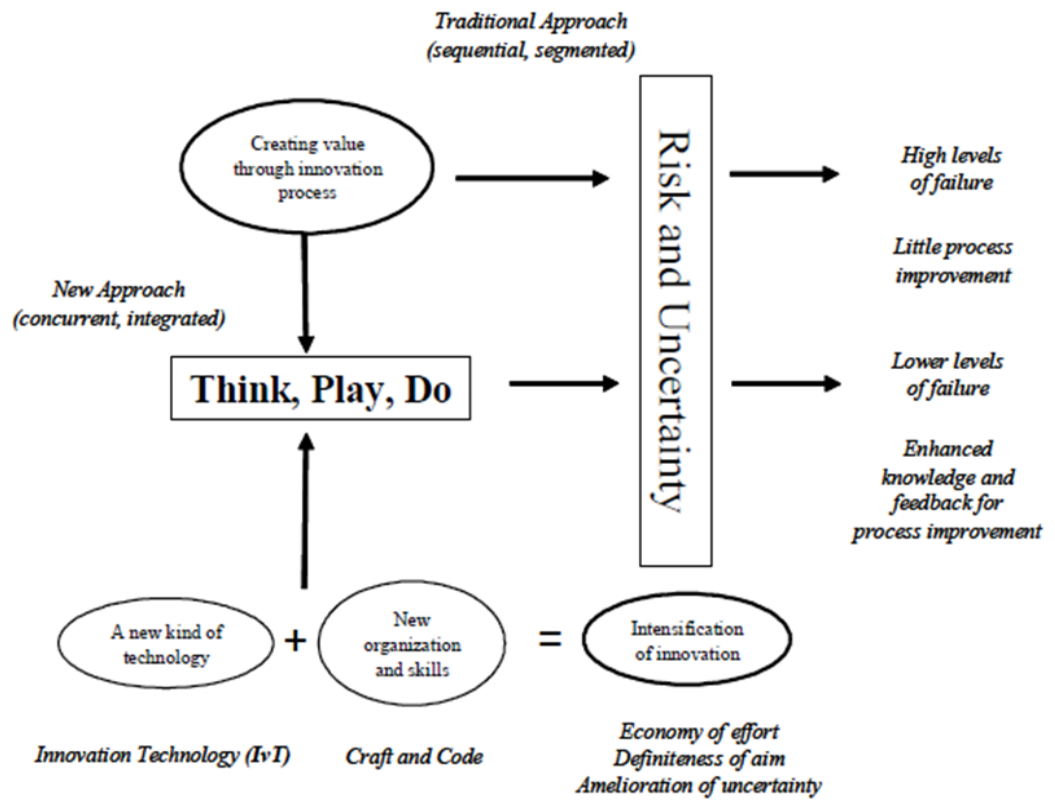 Traditional Approach
(sequential, segmented)
Creating value
through innovation
process
Risk and Uncertainty
High levels
of failure
Little process
improvement
New Approach
(concurrent, integrated)
Think, Play, Do
Lower levels
of failure
Enhanced
knowledge and
feedback for
process improvement
A new kind of
technology
+
New
organization
and skills
=
Intensification
of innovation
Innovation Technology (IvT)
Craft and Code
Economy of effort
Definiteness of aim
Amelioration of uncertainty